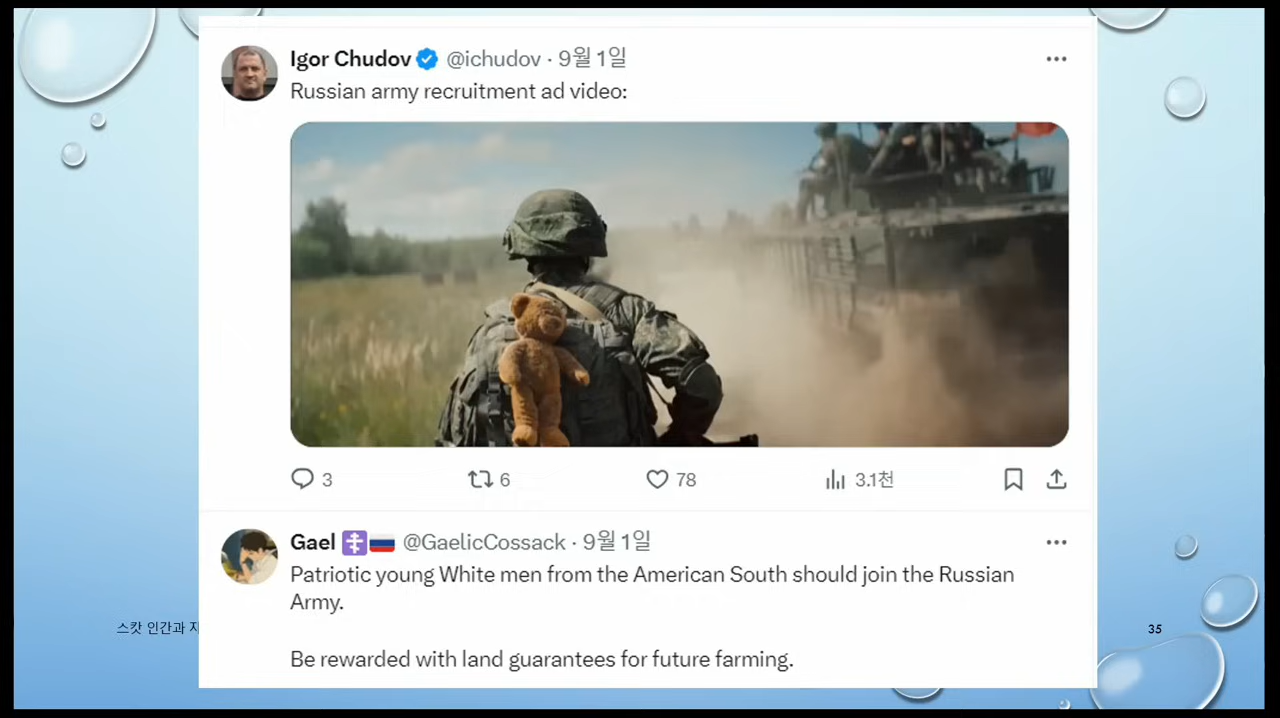 Igor Chudov @ichudov · 9월 1일
Russian army recruitment ad video:
3 6 78 3.1천
Gael @GaelicCossack · 9월 1일
Patriotic young White men from the American South should join the Russian
Army.
Be rewarded with land guarantees for future farming.
스캇 인간과 지
35